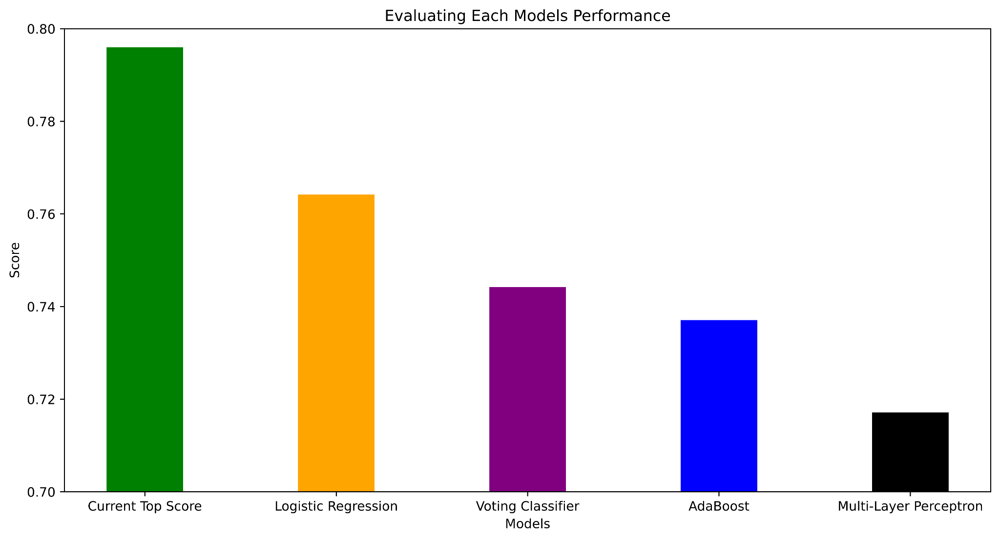 Evaluating Each Models Performance
0.80
0.78
0.76
0.74
0.72
0.70
Score
Current Top Score
Logistic Regression
Voting Classifier
AdaBoost
Multi-Layer Perceptron
Models